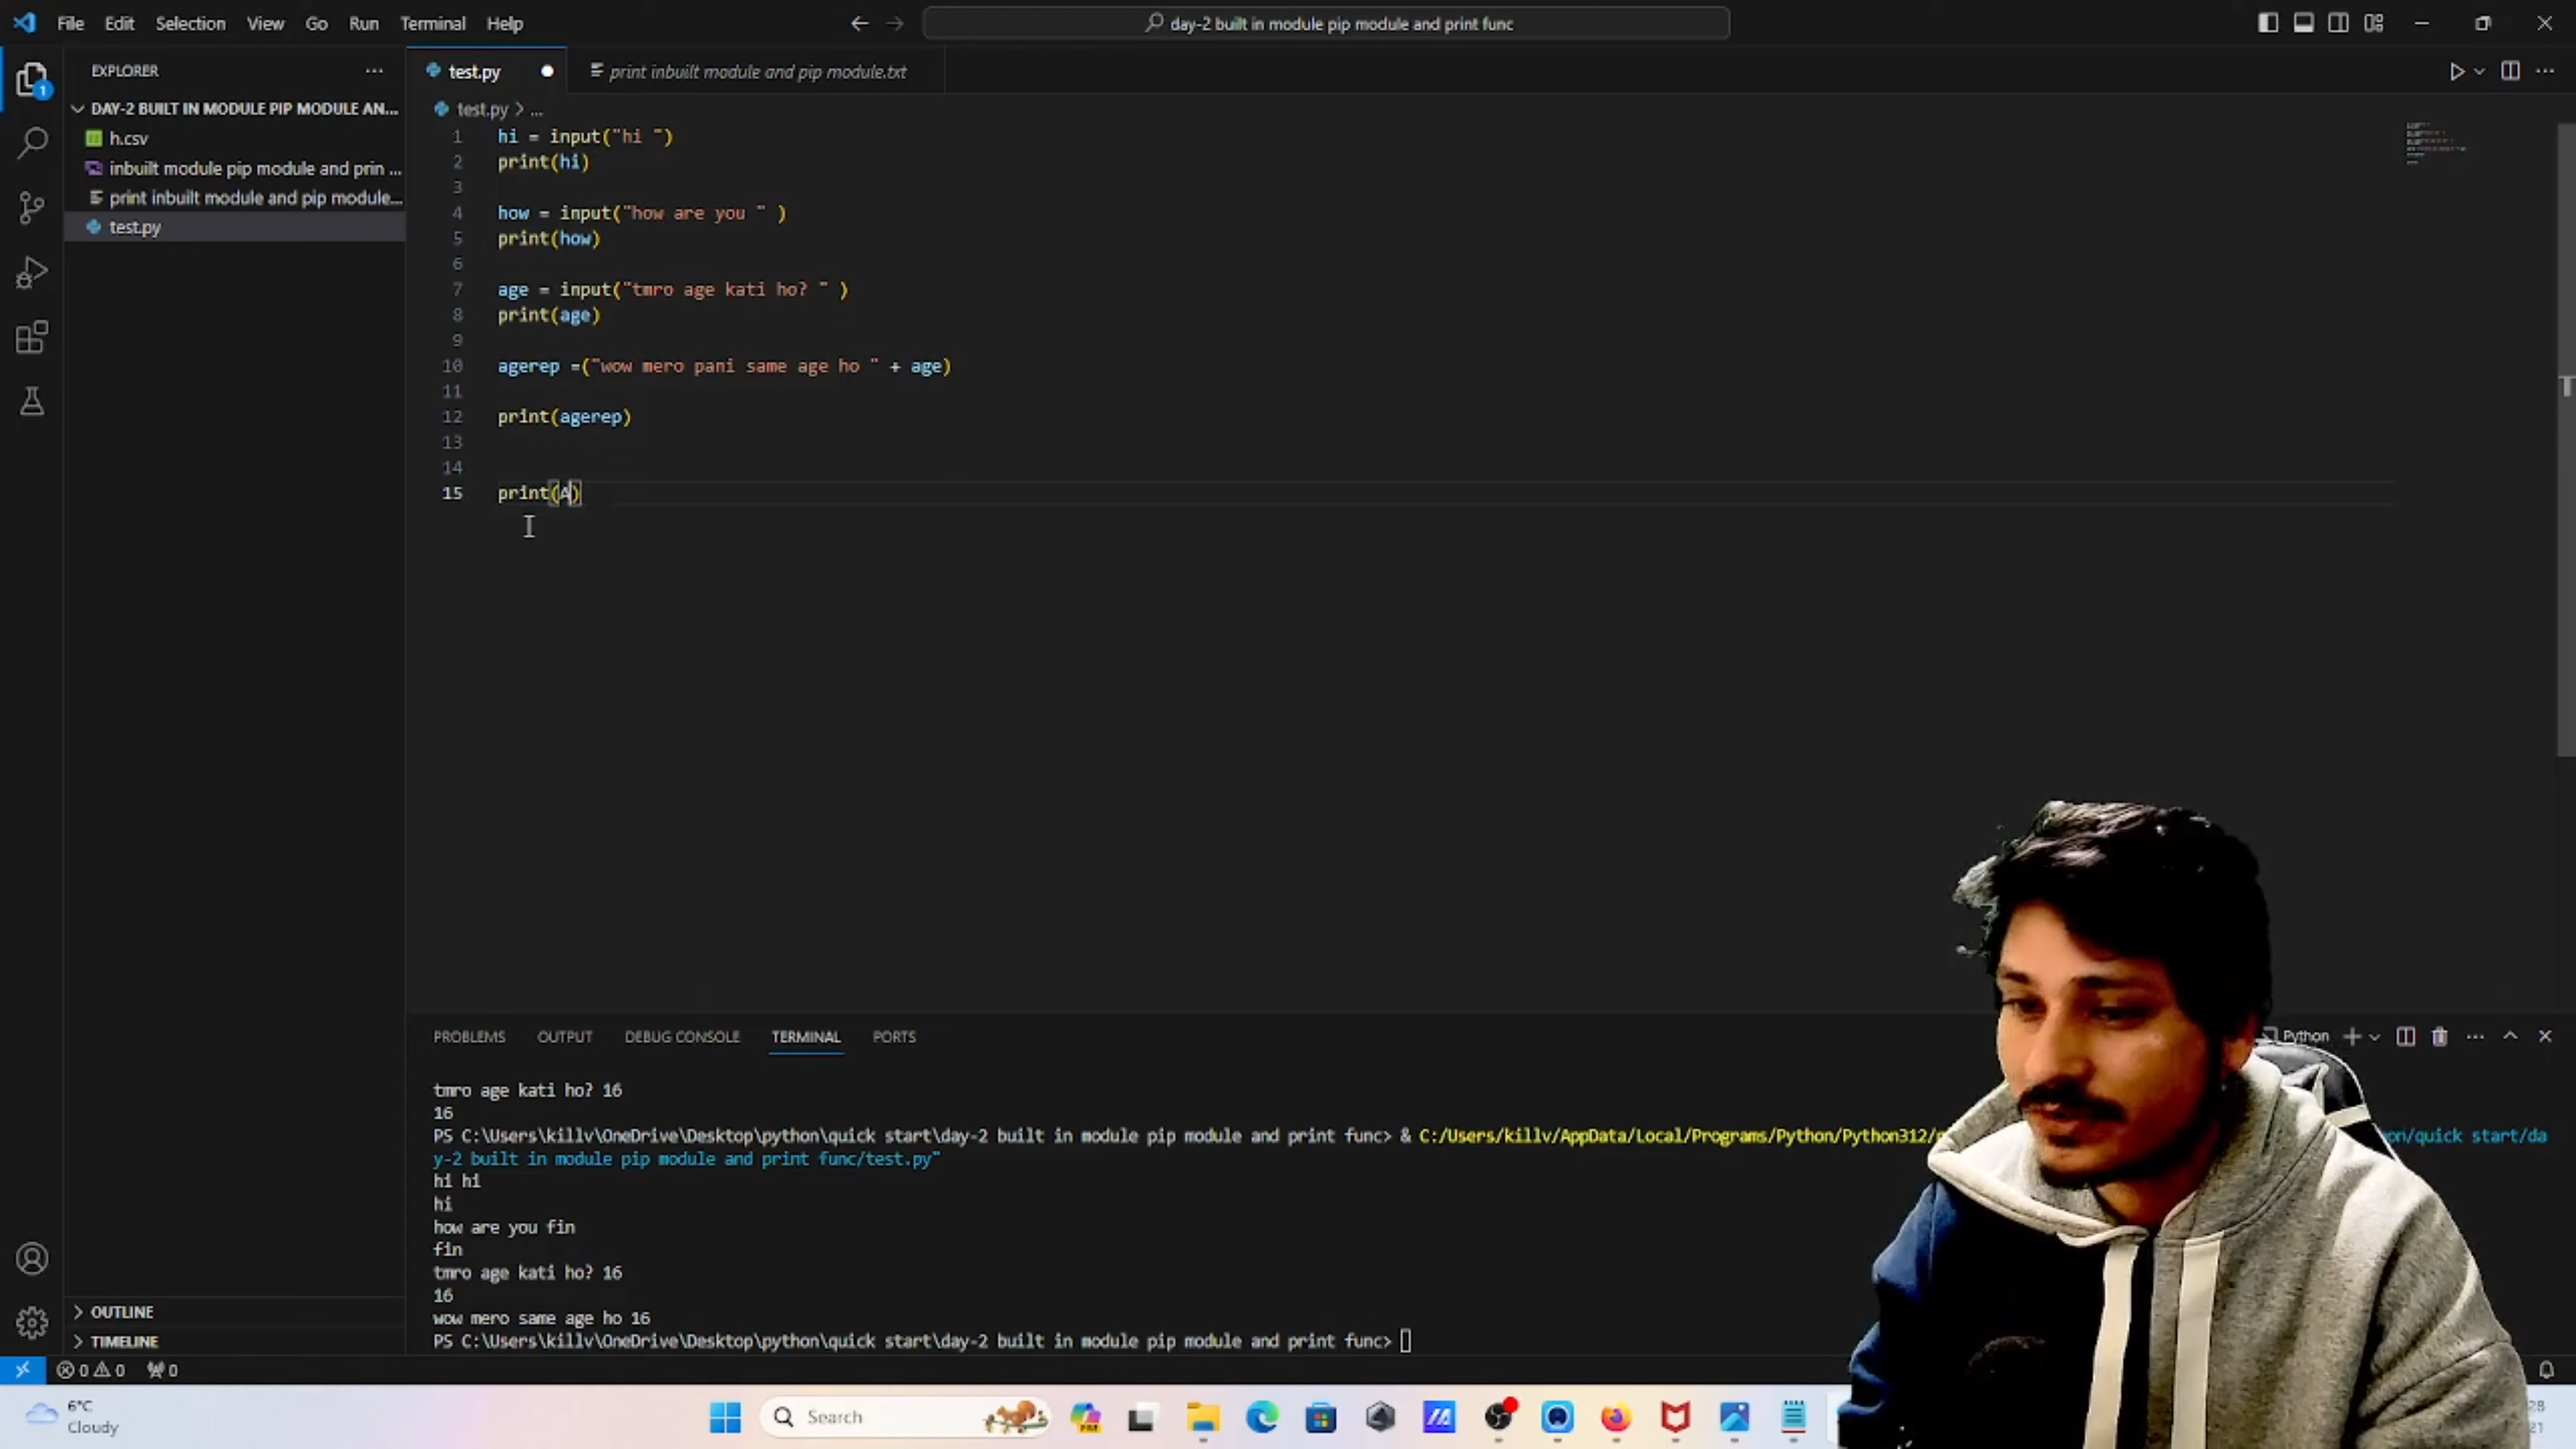 File Edit Selection View Go Run Terminal Help
day-2 built in module pip module and print func
EXPLORER
1
DAY-2 BUILT IN MODULE PIP MODULE AN...
h.csv
inbuilt module pip module and prin ...
print inbuilt module and pip module...
test.py
test.py
print inbuilt module and pip module.txt
test.py > ...
1 hi = input("hi ")
2 print(hi)
3
4 how = input("how are you " )
5 print(how)
6
7 age = input("tmro age kati ho? " )
8 print(age)
9
10 agerep =("wow mero pani same age ho " + age)
11
12 print(agerep)
13
14
15 print(A)
PROBLEMS OUTPUT DEBUG CONSOLE TERMINAL PORTS
Python
tmro age kati ho? 16
16
PS C:\Users\killv\OneDrive\Desktop\python\quick start\day-2 built in module pip module and print func> & C:/Users/killv/AppData/Local/Programs/Python/Python312/ on/quick start/da
y-2 built in module pip module and print func/test.py"
hi hi
hi
how are you fin
fin
tmro age kati ho? 16
16
wow mero same age ho 16
PS C:\Users\killv\OneDrive\Desktop\python\quick start\day-2 built in module pip module and print func>
OUTLINE
TIMELINE
0 0 0
6°C
Cloudy
Search
28
21